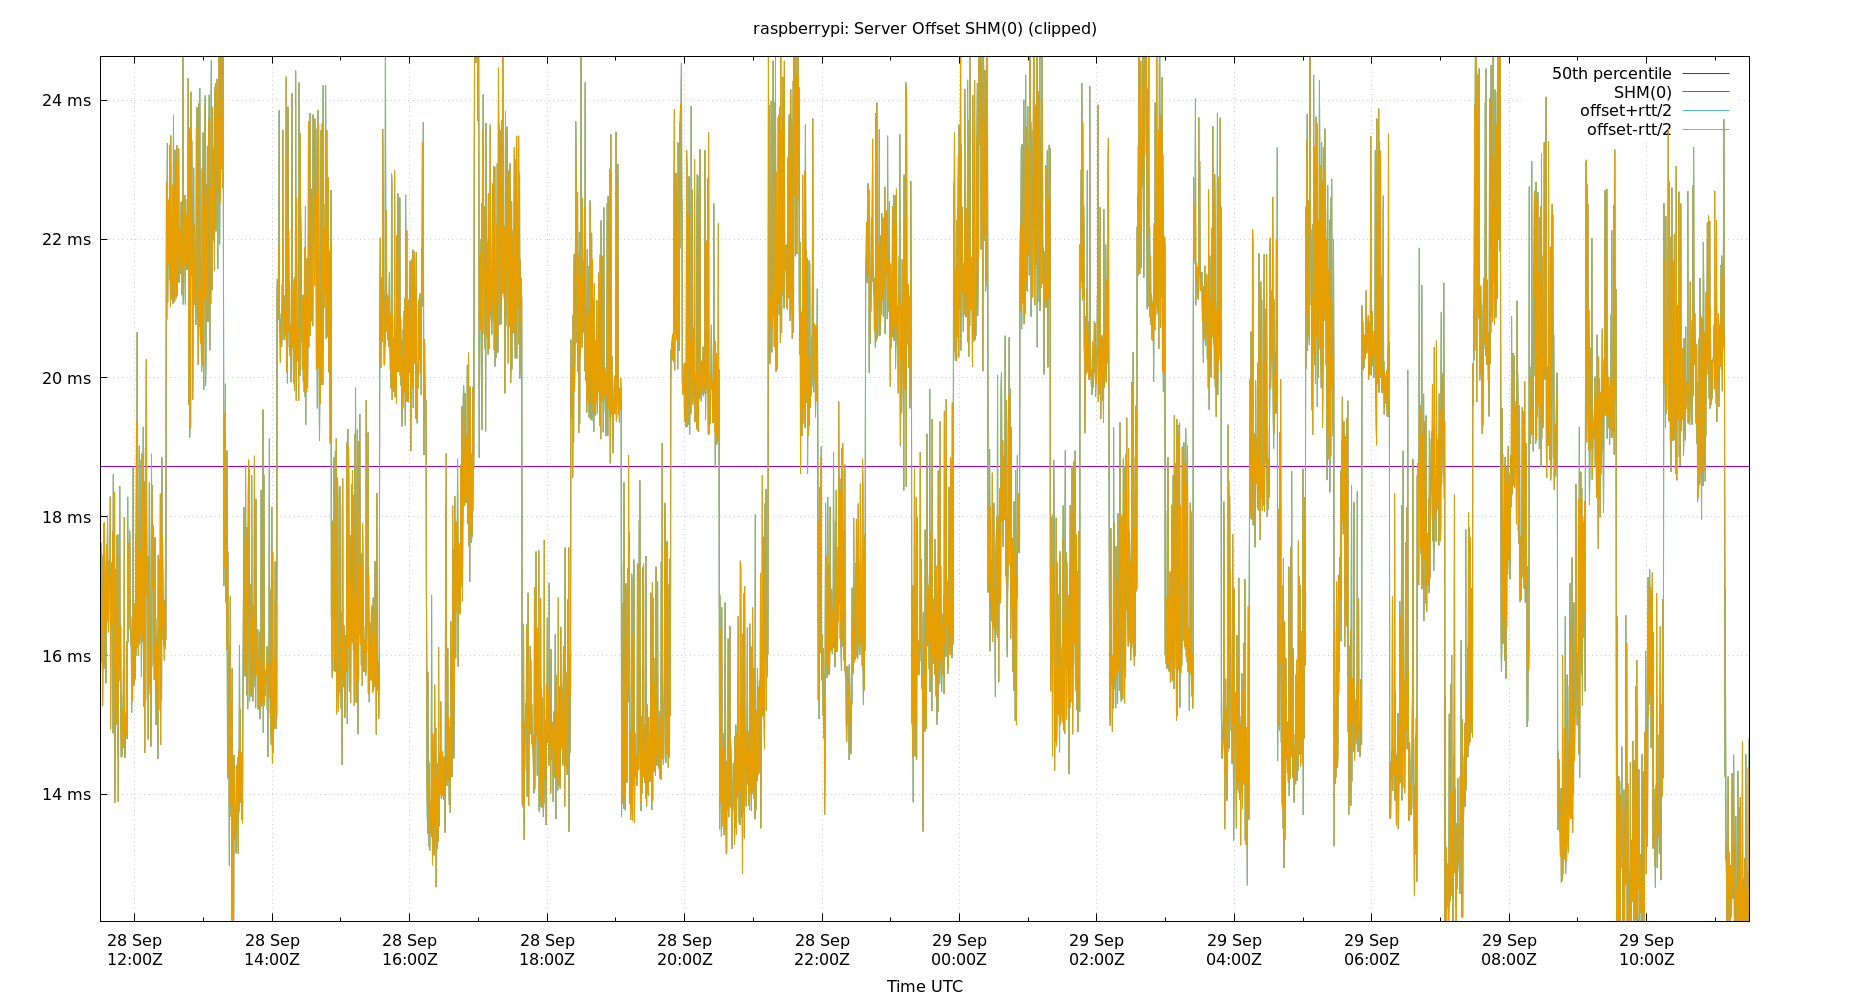 raspberrypi: Server Offset SHM(0) (clipped)
50th percentile
SHM(0)
offset+rtt/2
offset-rtt/2
24 ms
22 ms
20 ms
18 ms
16 ms
14 ms
28 Sep 28 Sep 28 Sep 28 Sep 28 Sep 28 Sep 29 Sep 29 Sep 29 Sep 29 Sep 29 Sep 29 Sep
12:00Z 14:00Z 16:00Z 18:00Z 20:00Z 22:00Z 00:00Z 02:00Z 04:00Z 06:00Z 08:00Z 10:00Z
Time UTC